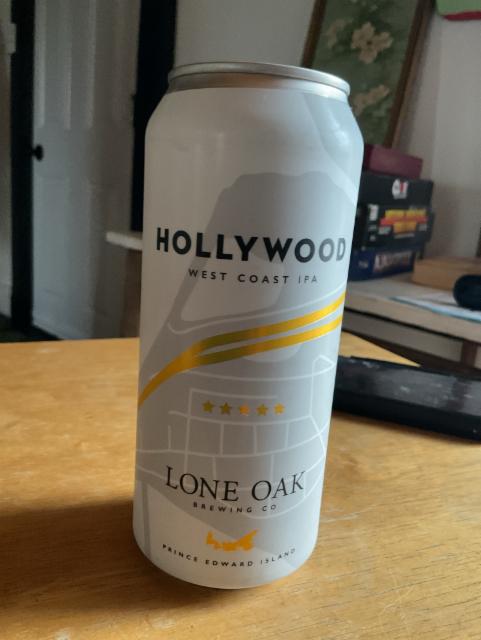 HOLLYWOOD
WEST COAST IPA
LONE OAK
BREWING CO
PRINCE EDWARD ISLAND